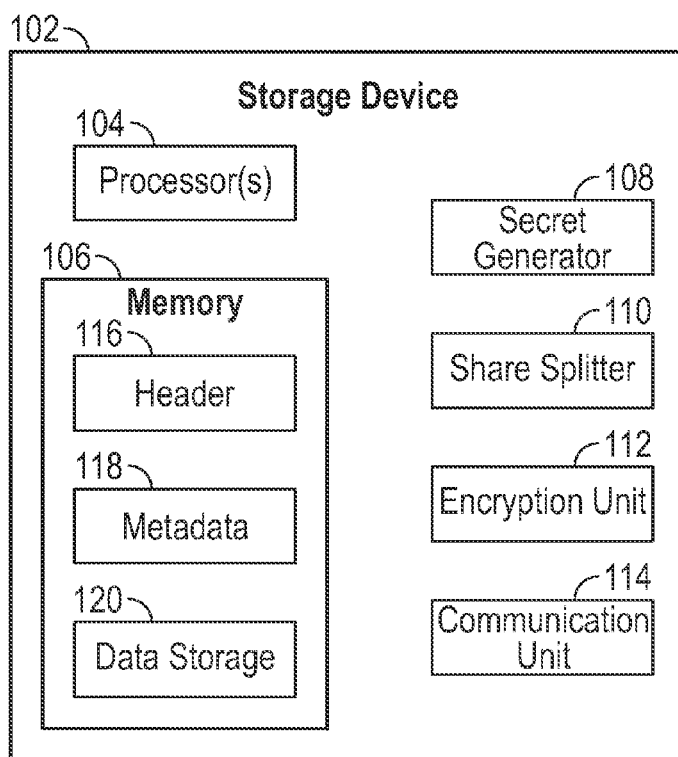 102
Storage Device
104
Processor(s)
106
Memory
116
Header
118
Metadata
120
Data Storage
108
Secret
Generator
110
Share Splitter
112
Encryption Unit
114
Communication
Unit